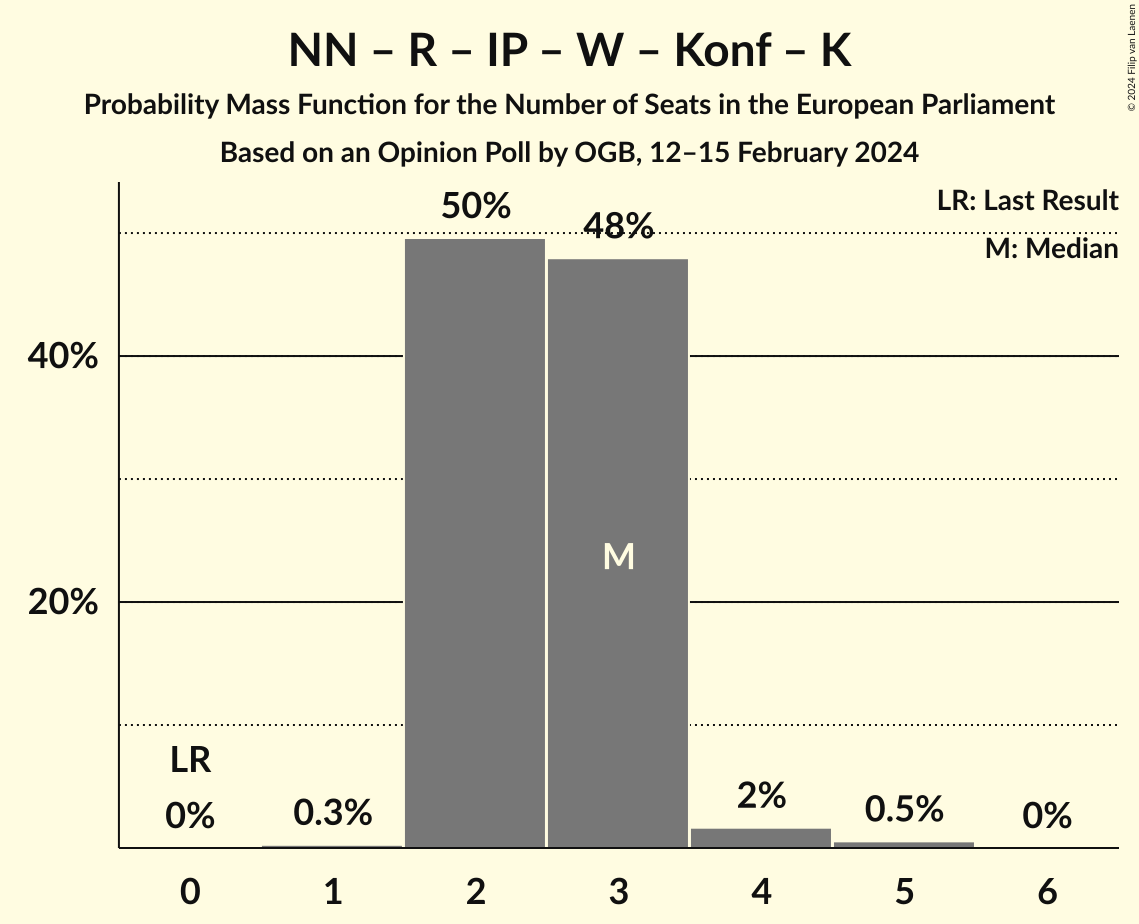 NN – R – IP – W – Konf – K
Probability Mass Function for the Number of Seats in the European Parliament
Based on an Opinion Poll by OGB, 12–15 February 2024
© 2024 Filip van Laenen
LR: Last Result
M: Median
50%
48%
40%
M
20%
LR
0%
0.3%
2%
0.5%
0%
0 1 2 3 4 5 6